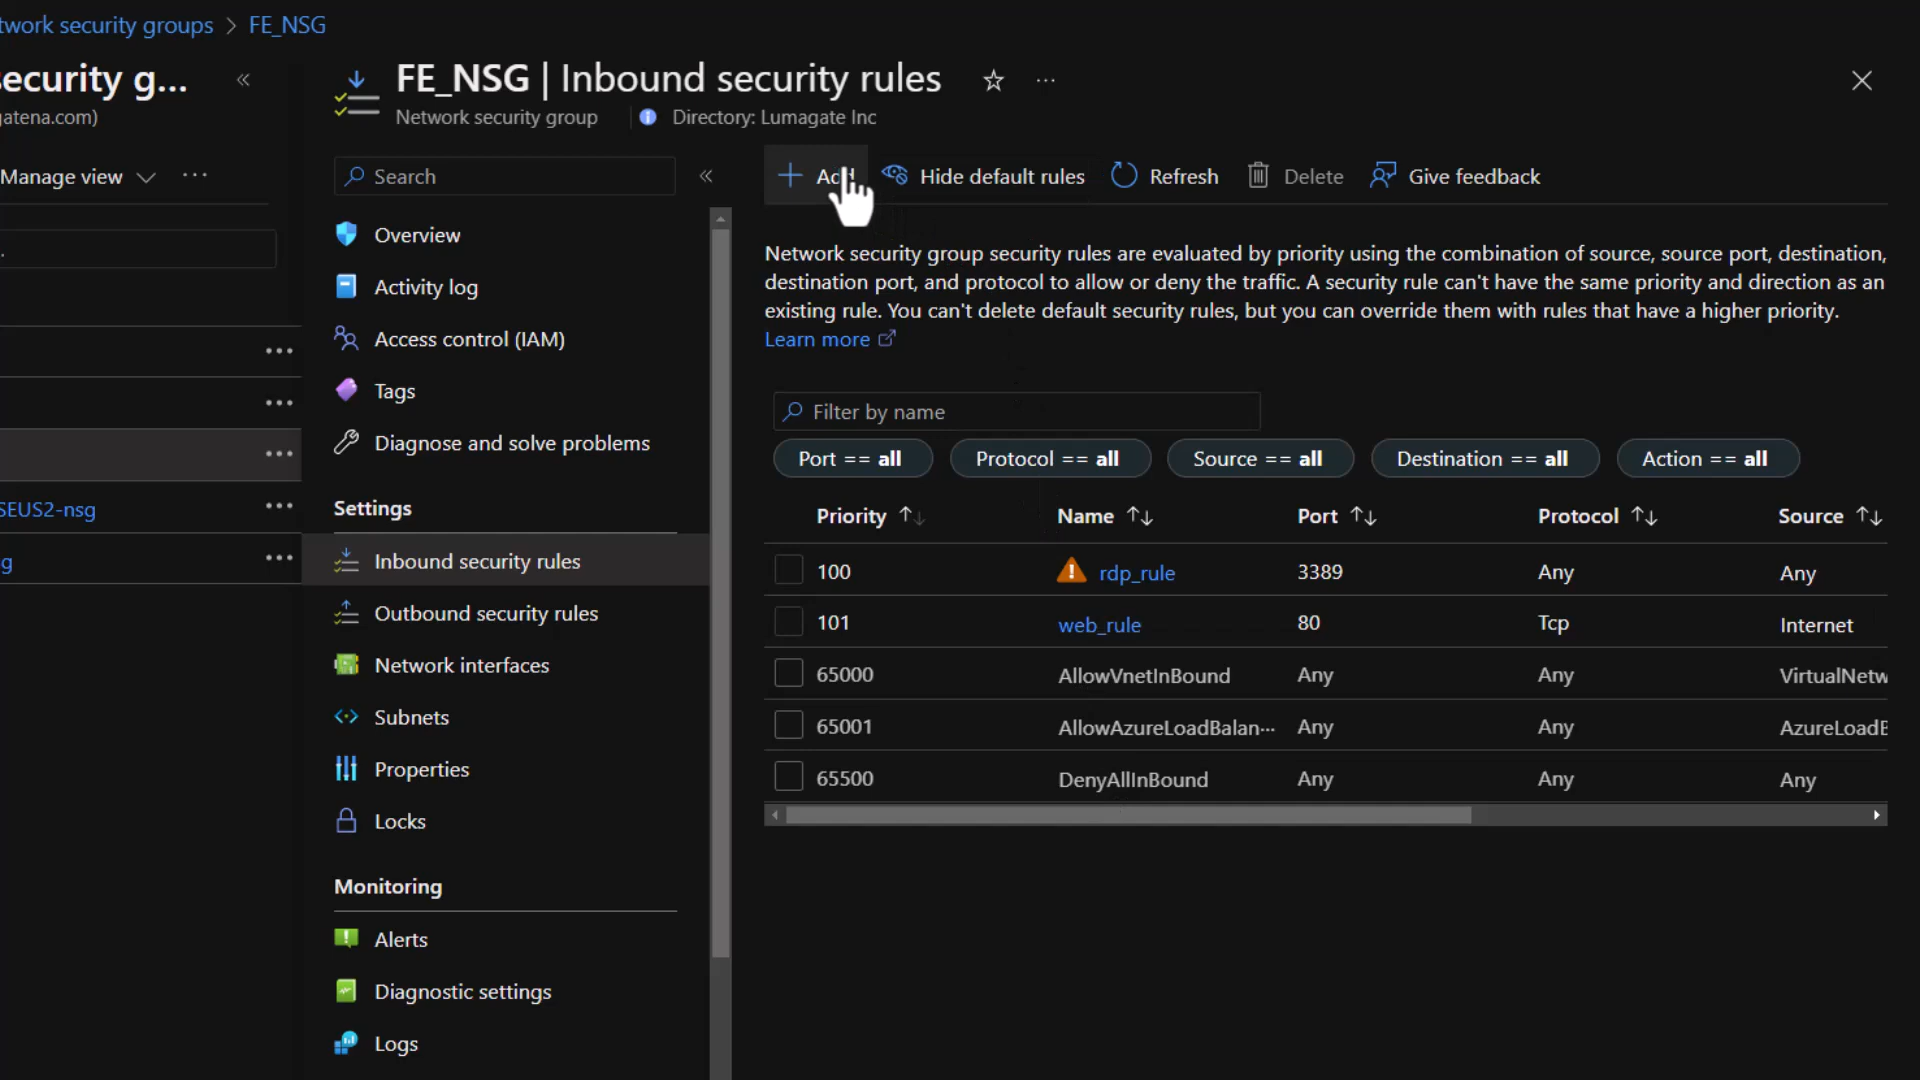 twork security groups > FE_NSG
ecurity g...
FE_NSG | Inbound security rules
Network security group
Directory: Lumagate Inc
gatena.com)
Manage view
Search
Add
Hide default rules
Refresh
Delete
Give feedback
Overview
Activity log
Access control (IAM)
Tags
Diagnose and solve problems
Settings
Inbound security rules
Outbound security rules
Network interfaces
Subnets
Properties
Locks
Monitoring
Alerts
Diagnostic settings
Logs
SEUS2-nsg
g
Network security group security rules are evaluated by priority using the combination of source, source port, destination,
destination port, and protocol to allow or deny the traffic. A security rule can't have the same priority and direction as an
existing rule. You can't delete default security rules, but you can override them with rules that have a higher priority.
Learn more
Filter by name
Port == all
Protocol == all
Source == all
Destination == all
Action == all
Priority Name Port Protocol Source
100 rdp_rule 3389 Any Any
101 web_rule 80 Tcp Internet
65000 AllowVnetInBound Any Any VirtualNetw
65001 AllowAzureLoadBalan... Any Any AzureLoadB
65500 DenyAllInBound Any Any Any